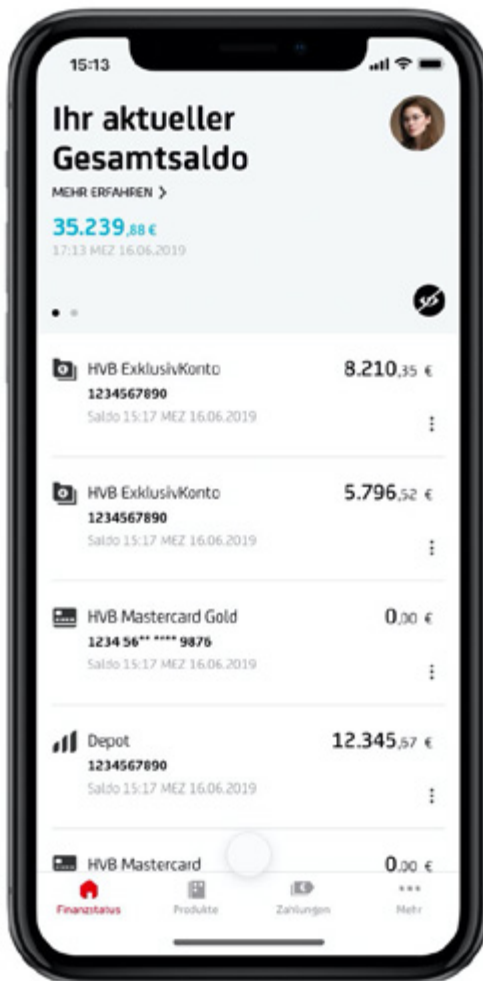 15:13
Ihr aktueller
Gesamtsaldo
MEHR ERFAHREN
35.239,88 €
17:13 MEZ 16.06.2019
HVB ExklusivKonto 8.210,35 €
1234567890
Saldo 15:17 MEZ 16.06.2019
HVB ExklusivKonto 5.796,52 €
1234567890
Saldo 15:17 MEZ 16.06.2019
HVB Mastercard Gold 0,00 €
1234 56** **** 9876
Saldo 15:17 MEZ 16.06.2019
Depot 12.345,67 €
1234567890
Saldo 15:17 MEZ 16.06.2019
HVB Mastercard 0,00 €
Finanzstatus Produkte Zahlungen Mehr